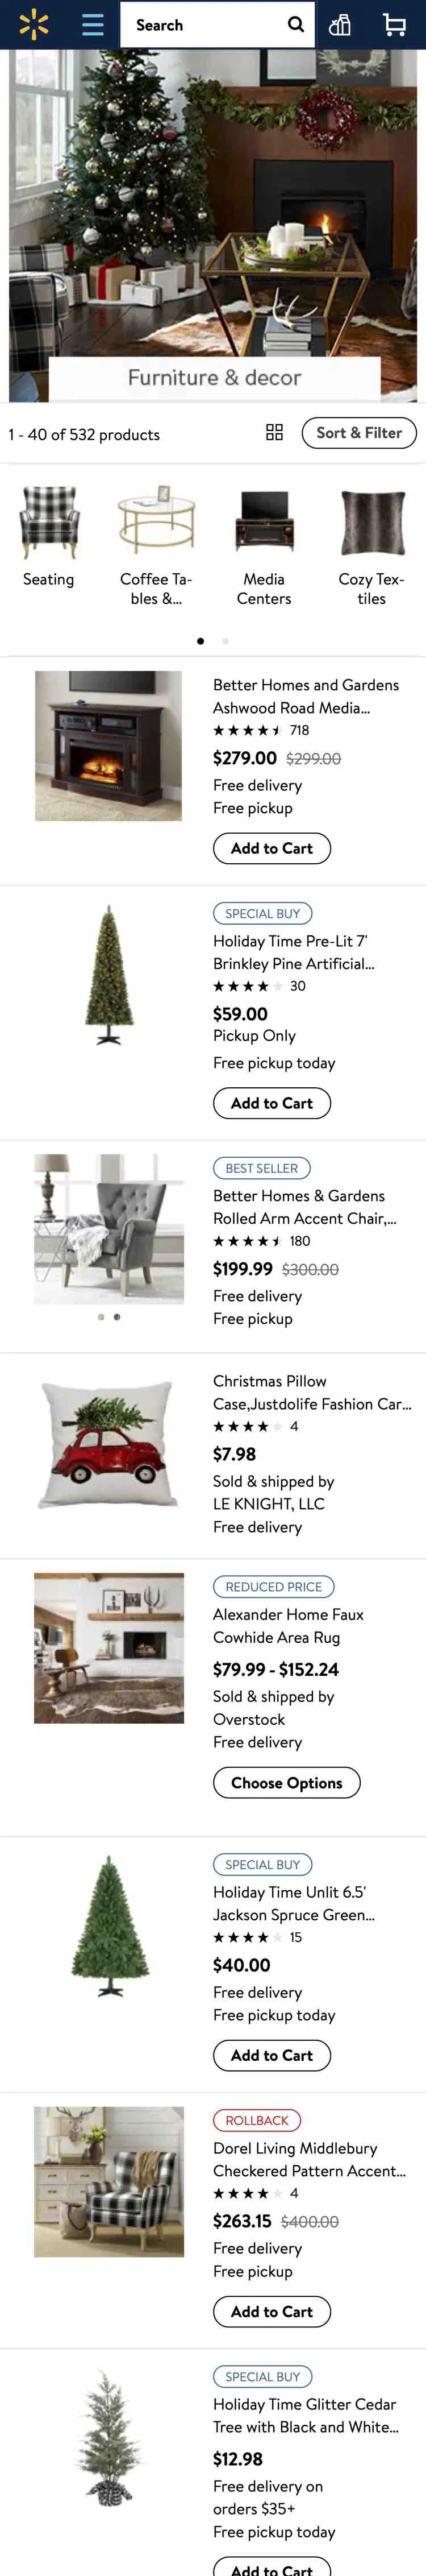 Search
Furniture & decor
1 - 40 of 532 products
Sort & Filter
Seating
Coffee Ta-
bles &...
Media
Centers
Cozy Tex-
tiles
Better Homes and Gardens
Ashwood Road Media...
718
$279.00 $299.00
Free delivery
Free pickup
Add to Cart
SPECIAL BUY
Holiday Time Pre-Lit 7'
Brinkley Pine Artificial...
30
$59.00
Pickup Only
Free pickup today
Add to Cart
BEST SELLER
Better Homes & Gardens
Rolled Arm Accent Chair,...
180
$199.99 $300.00
Free delivery
Free pickup
Christmas Pillow
Case,Justdolife Fashion Car...
4
$7.98
Sold & shipped by
LE KNIGHT, LLC
Free delivery
REDUCED PRICE
Alexander Home Faux
Cowhide Area Rug
$79.99 - $152.24
Sold & shipped by
Overstock
Free delivery
Choose Options
SPECIAL BUY
Holiday Time Unlit 6.5'
Jackson Spruce Green...
15
$40.00
Free delivery
Free pickup today
Add to Cart
ROLLBACK
Dorel Living Middlebury
Checkered Pattern Accent...
4
$263.15 $400.00
Free delivery
Free pickup
Add to Cart
SPECIAL BUY
Holiday Time Glitter Cedar
Tree with Black and White...
$12.98
Free delivery on
orders $35+
Free pickup today
Add to Cart